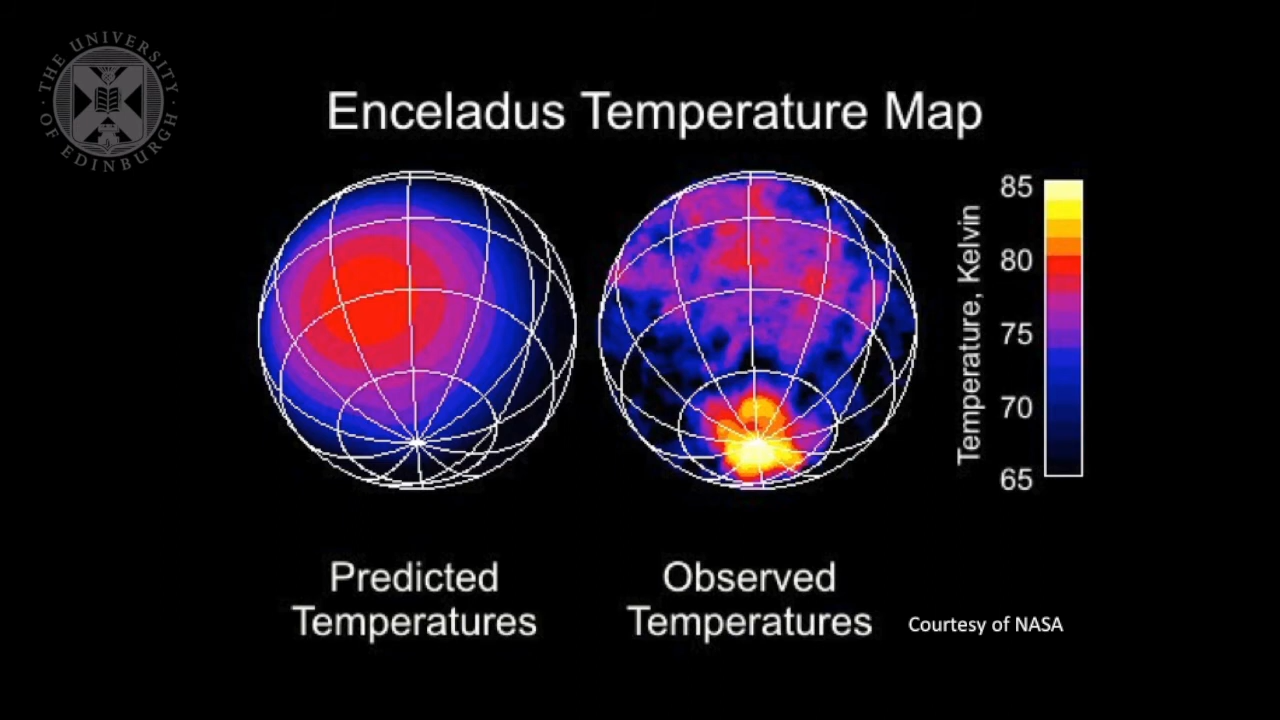 THE UNIVERSITY OF EDINBURGH
Enceladus Temperature Map
85
80
75
70
65
Temperature, Kelvin
Predicted
Temperatures
Observed
Temperatures
Courtesy of NASA